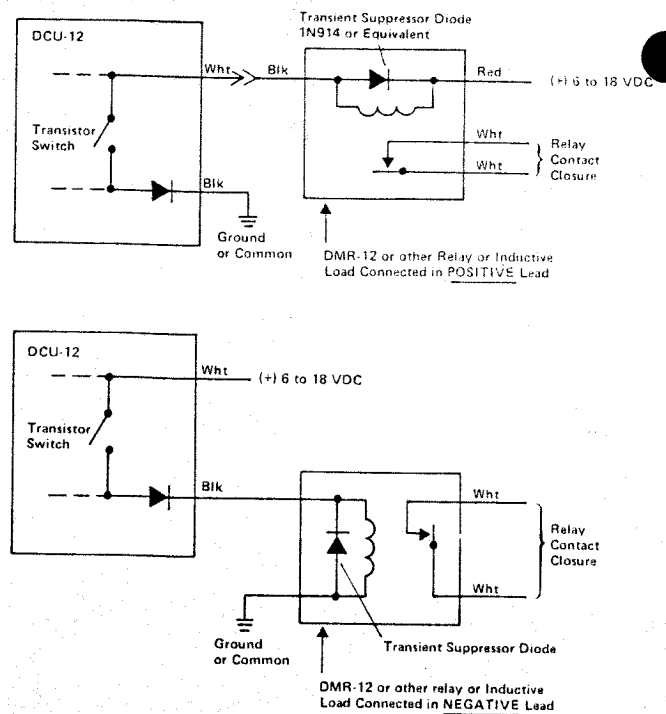 Transient Suppressor Diode
1N914 or Equivalent
DCU-12
Wht
Blk
Red
(+) 6 to 18 VDC
Transistor
Switch
Wht
Wht
Relay
Contact
Closure
Blk
Ground
or Common
DMR-12 or other Relay or Inductive
Load Connected in POSITIVE Lead
DCU-12
Wht
(+) 6 to 18 VDC
Transistor
Switch
Blk
Wht
Relay
Contact
Closure
Wht
Ground
or Common
Transient Suppressor Diode
DMR-12 or other relay or Inductive
Load Connected in NEGATIVE Lead